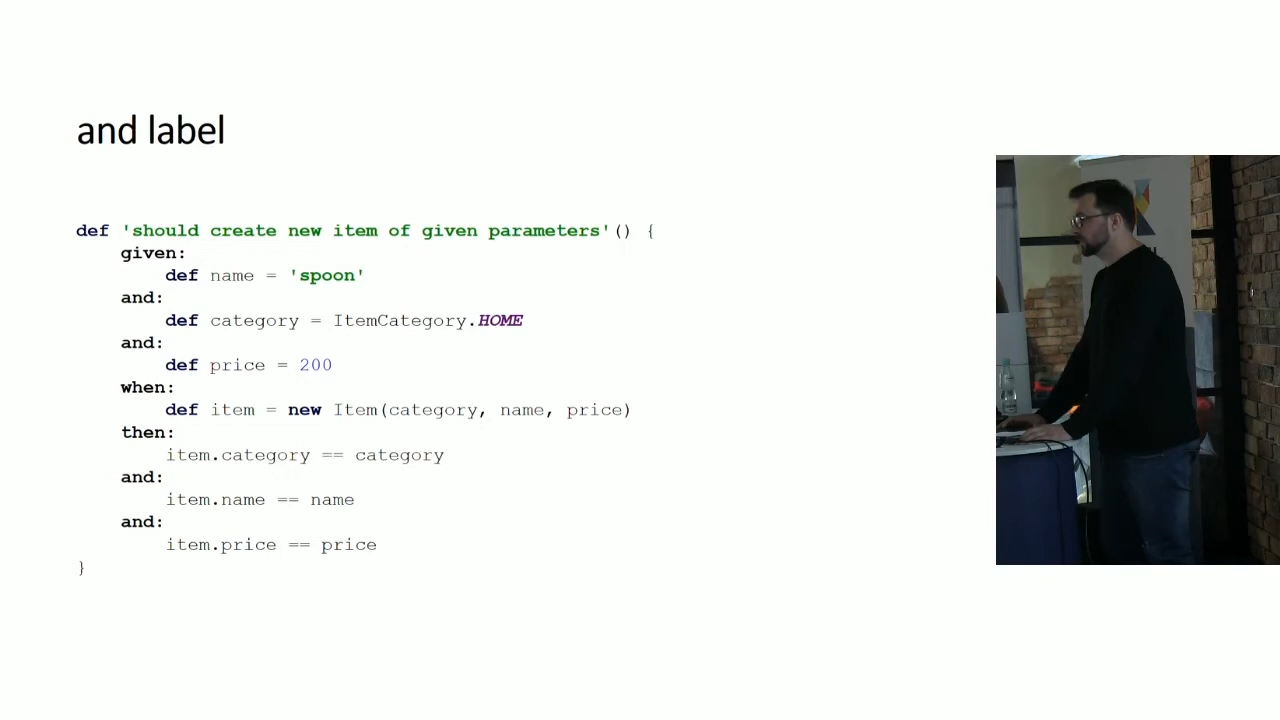 and label
def 'should create new item of given parameters'() {
    given:
        def name = 'spoon'
    and:
        def category = ItemCategory.HOME
    and:
        def price = 200
    when:
        def item = new Item(category, name, price)
    then:
        item.category == category
    and:
        item.name == name
    and:
        item.price == price
}